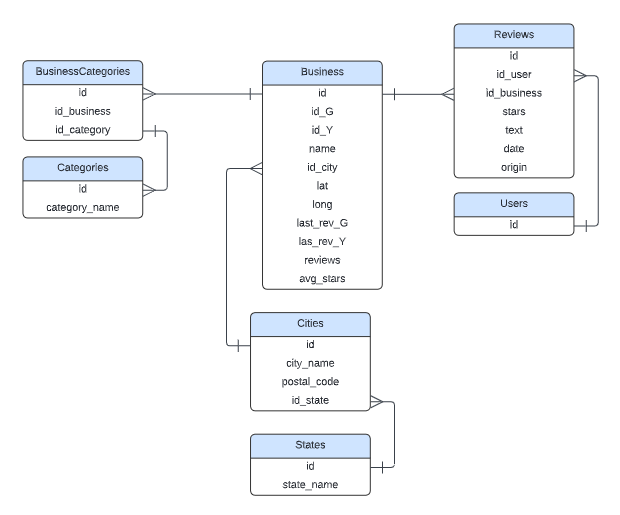 Reviews
id
id_user
id_business
stars
text
date
origin
BusinessCategories
id
id_business
id_category
Business
id
id_G
id_Y
name
id_city
lat
long
last_rev_G
las_rev_Y
reviews
avg_stars
Categories
id
category_name
Users
id
Cities
id
city_name
postal_code
id_state
States
id
state_name